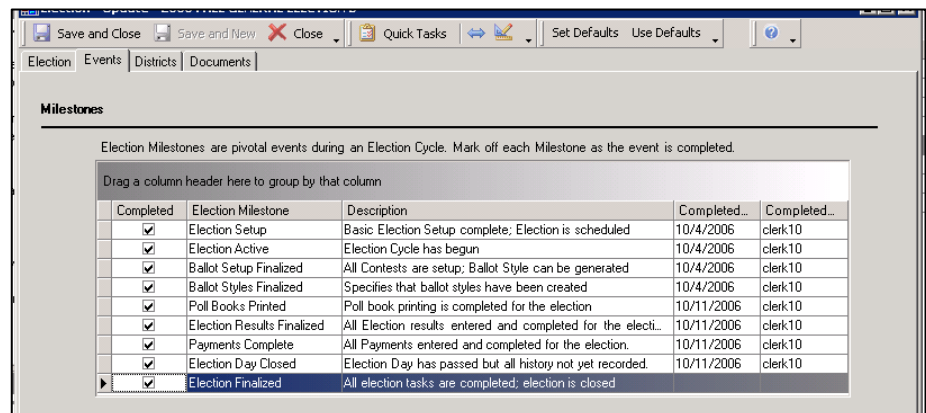 Save and Close Save and New Close Quick Tasks Set Defaults Use Defaults
Election Events Districts Documents
Milestones
Election Milestones are pivotal events during an Election Cycle. Mark off each Milestone as the event is completed.
Drag a column header here to group by that column
Completed Election Milestone Description Completed... Completed...
Election Setup Basic Election Setup complete; Election is scheduled 10/4/2006 clerk10
Election Active Election Cycle has begun 10/4/2006 clerk10
Ballot Setup Finalized All Contests are setup; Ballot Style can be generated 10/4/2006 clerk10
Ballot Styles Finalized Specifies that ballot styles have been created 10/4/2006 clerk10
Poll Books Printed Poll book printing is completed for the election 10/11/2006 clerk10
Election Results Finalized All Election results entered and completed for the electi... 10/11/2006 clerk10
Payments Complete All Payments entered and completed for the election. 10/11/2006 clerk10
Election Day Closed Election Day has passed but all history not yet recorded. 10/11/2006 clerk10
Election Finalized All election tasks are completed; election is closed